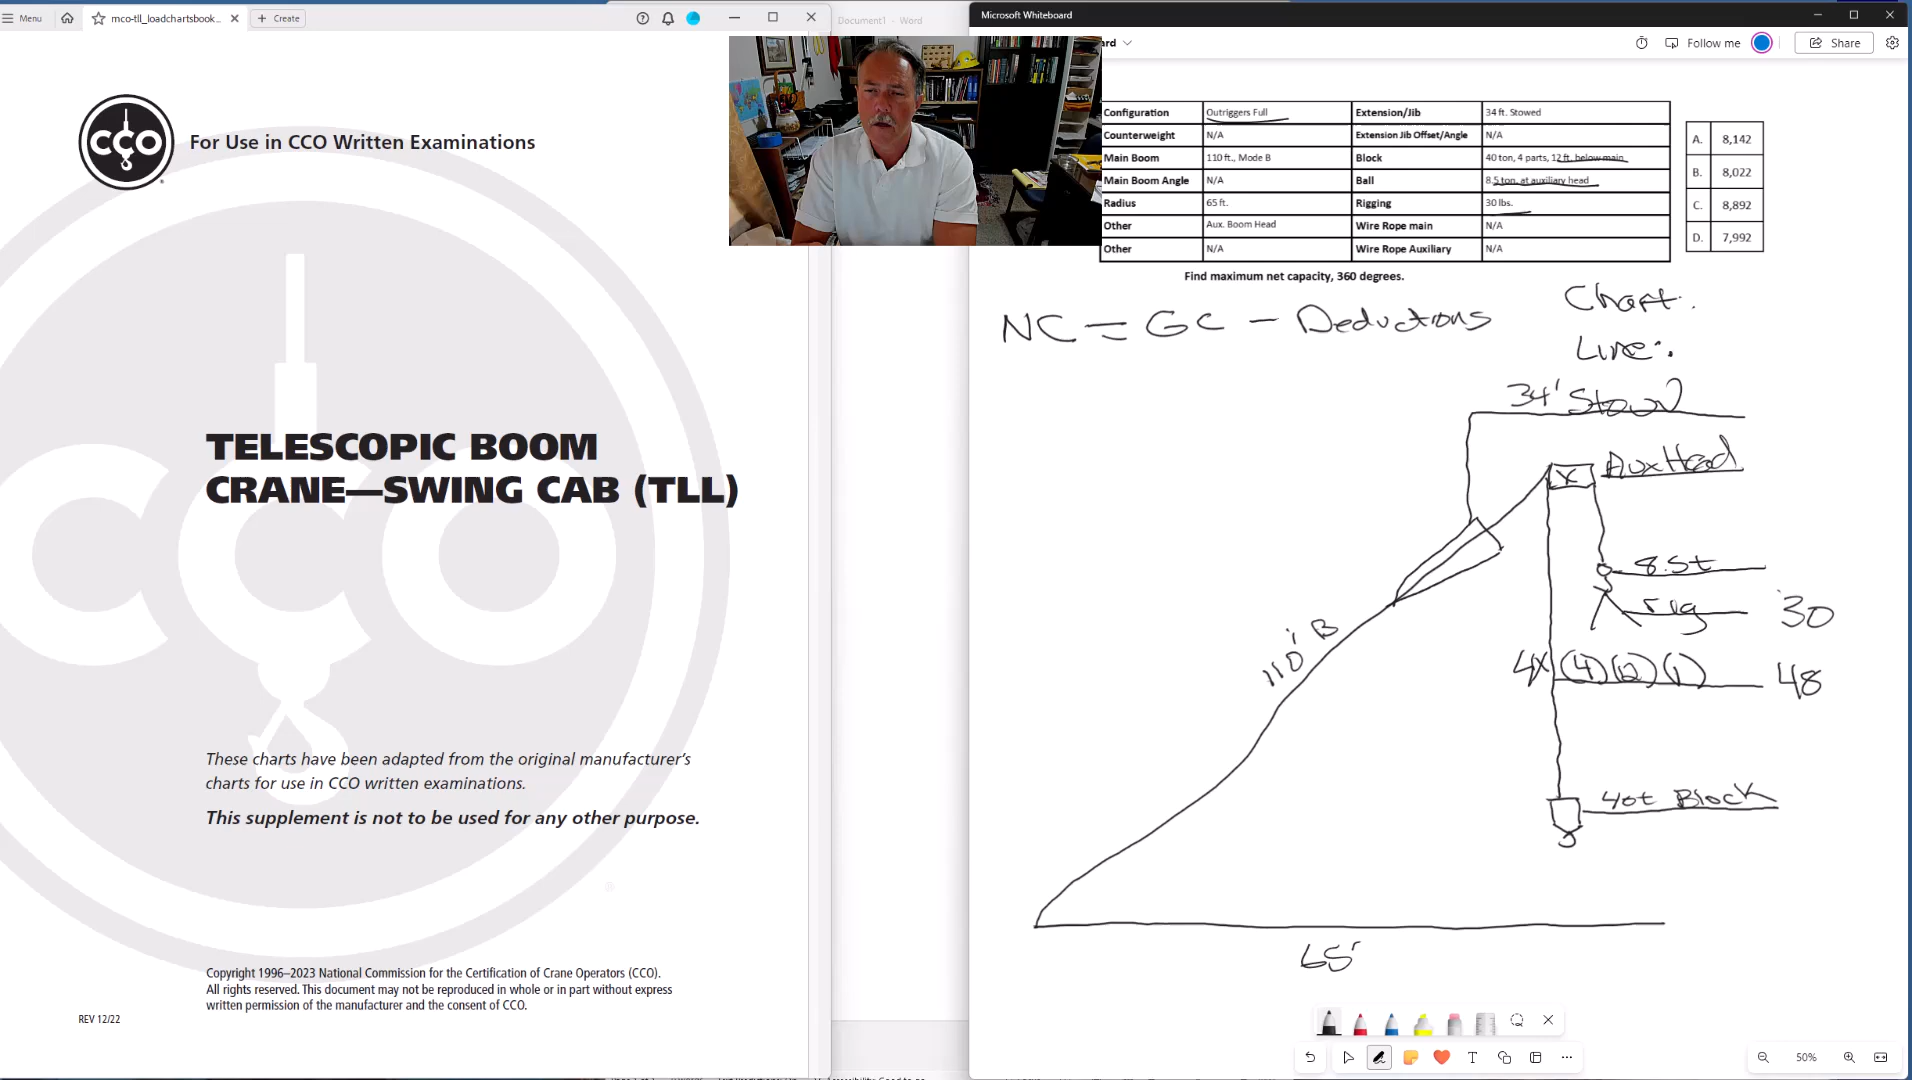 Menu
mco-tll_loadchartsbook...
Create
Document1 - Word
CCO
For Use in CCO Written Examinations
TELESCOPIC BOOM
CRANE—SWING CAB (TLL)
These charts have been adapted from the original manufacturer's
charts for use in CCO written examinations.
This supplement is not to be used for any other purpose.
Copyright 1996–2023 National Commission for the Certification of Crane Operators (CCO).
All rights reserved. This document may not be reproduced in whole or in part without express
written permission of the manufacturer and the consent of CCO.
REV 12/22
Microsoft Whiteboard
ard
Follow me
Share
Configuration Outriggers Full Extension/Jib 34 ft. Stowed
Counterweight N/A Extension Jib Offset/Angle N/A
Main Boom 110 ft., Mode B Block 40 ton, 4 parts, 12 ft. below main
Main Boom Angle N/A Ball 8.5 ton, at auxiliary head
Radius 65 ft. Rigging 30 lbs.
Other Aux. Boom Head Wire Rope main N/A
Other N/A Wire Rope Auxiliary N/A
A. 8,142
B. 8,022
C. 8,892
D. 7,992
Find maximum net capacity, 360 degrees.
NC = GC - Deductions
Chart:
Line:
34' Stowed
X Aux Head
8.5t
rig 30
110' B
4x (4)(12)(1) 48
40t Block
65'
50%